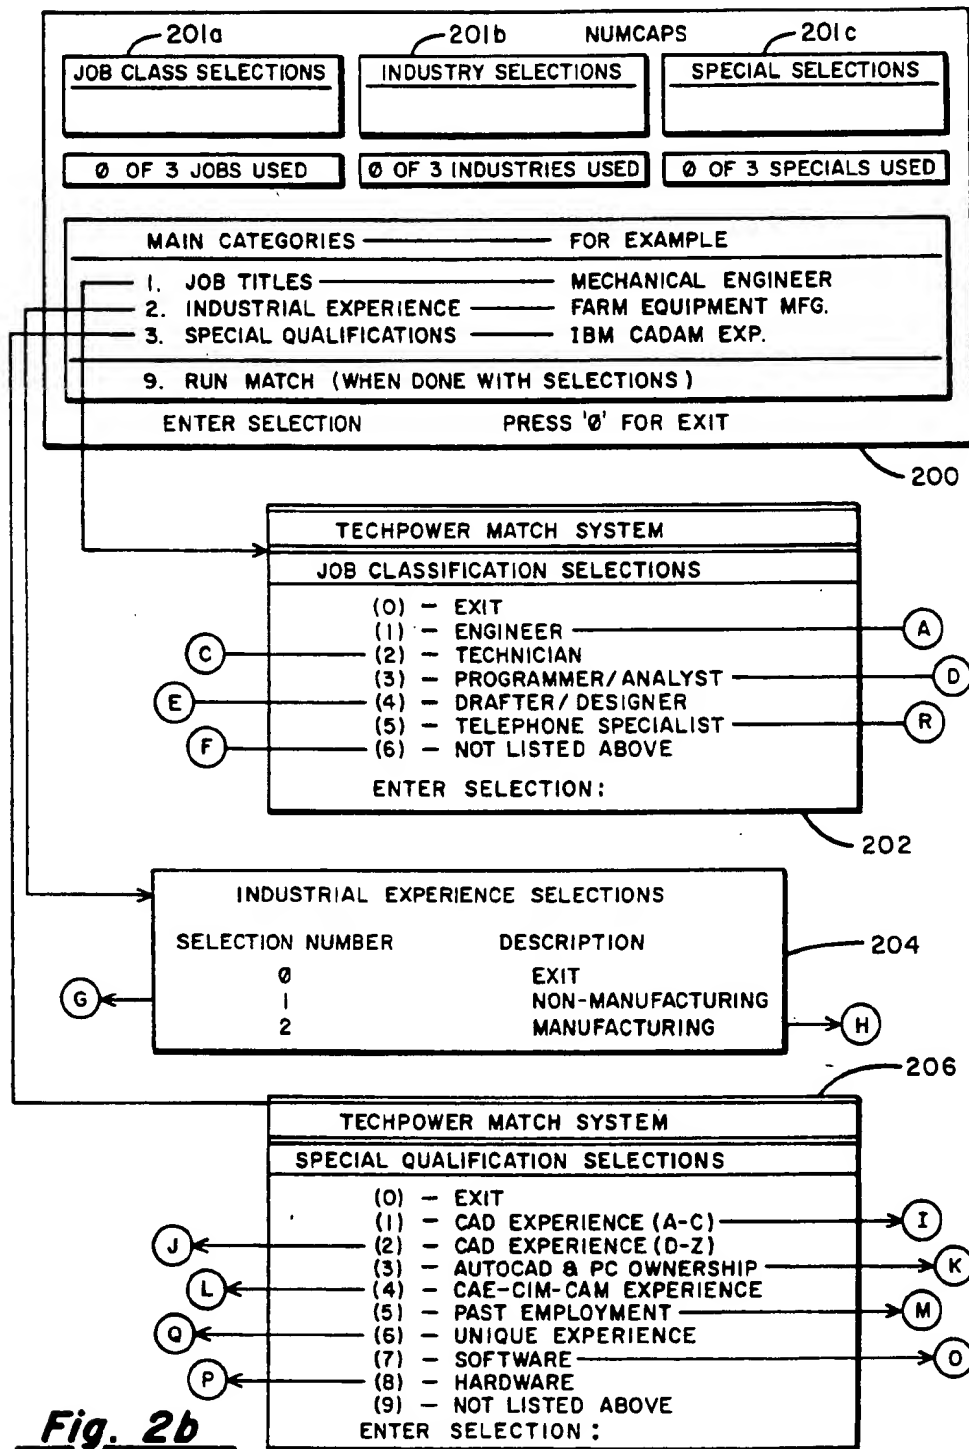 201a 201b NUMCAPS 201c
JOB CLASS SELECTIONS INDUSTRY SELECTIONS SPECIAL SELECTIONS
Ø OF 3 JOBS USED Ø OF 3 INDUSTRIES USED Ø OF 3 SPECIALS USED
MAIN CATEGORIES FOR EXAMPLE
1. JOB TITLES MECHANICAL ENGINEER
2. INDUSTRIAL EXPERIENCE FARM EQUIPMENT MFG.
3. SPECIAL QUALIFICATIONS IBM CADAM EXP.
9. RUN MATCH (WHEN DONE WITH SELECTIONS)
ENTER SELECTION PRESS 'Ø' FOR EXIT
200
TECHPOWER MATCH SYSTEM
JOB CLASSIFICATION SELECTIONS
(0) - EXIT
(1) - ENGINEER A
C (2) - TECHNICIAN
(3) - PROGRAMMER/ANALYST D
E (4) - DRAFTER/DESIGNER
(5) - TELEPHONE SPECIALIST R
F (6) - NOT LISTED ABOVE
ENTER SELECTION:
202
INDUSTRIAL EXPERIENCE SELECTIONS
SELECTION NUMBER DESCRIPTION
204
Ø EXIT
G 1 NON-MANUFACTURING
2 MANUFACTURING H
206
TECHPOWER MATCH SYSTEM
SPECIAL QUALIFICATION SELECTIONS
(0) - EXIT
(1) - CAD EXPERIENCE (A-C) I
J (2) - CAD EXPERIENCE (D-Z)
(3) - AUTOCAD & PC OWNERSHIP K
L (4) - CAE-CIM-CAM EXPERIENCE
(5) - PAST EMPLOYMENT M
Q (6) - UNIQUE EXPERIENCE
(7) - SOFTWARE O
P (8) - HARDWARE
(9) - NOT LISTED ABOVE
ENTER SELECTION:
Fig. 2b